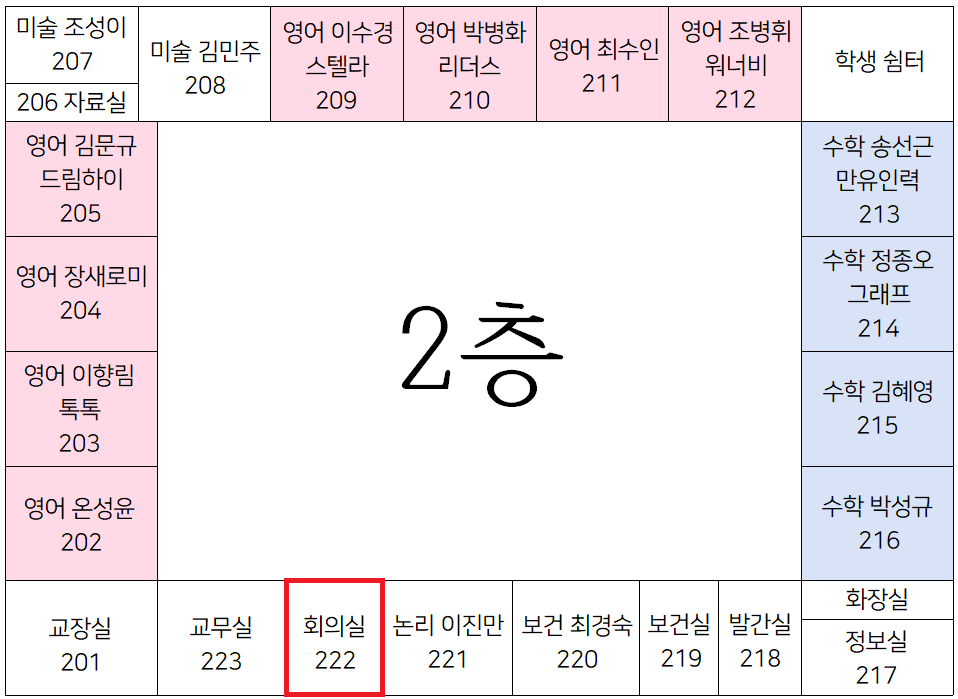 미술 조성이
207
206 자료실
미술 김민주
208
영어 이수경
스텔라
209
영어 박병화
리더스
210
영어 최수인
211
영어 조병휘
워너비
212
학생 쉼터
영어 김문규
드림하이
205
수학 송선근
만유인력
213
영어 장새로미
204
수학 정종오
그래프
214
2층
영어 이향림
톡톡
203
수학 김혜영
215
영어 온성윤
202
수학 박성규
216
교장실
201
교무실
223
회의실
222
논리 이진만
221
보건 최경숙
220
보건실
219
발간실
218
화장실
정보실
217